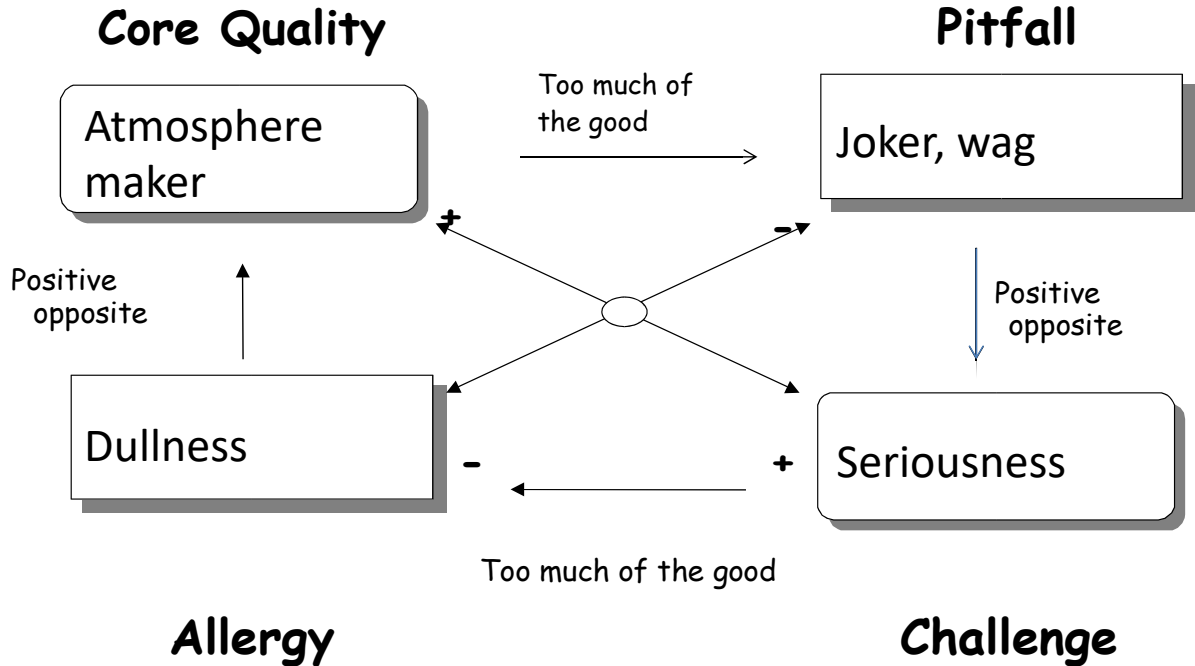 Core Quality
Pitfall
Atmosphere
maker
Too much of
the good
Joker, wag
+
-
Positive
opposite
Positive
opposite
Dullness
-
+
Seriousness
Too much of the good
Allergy
Challenge